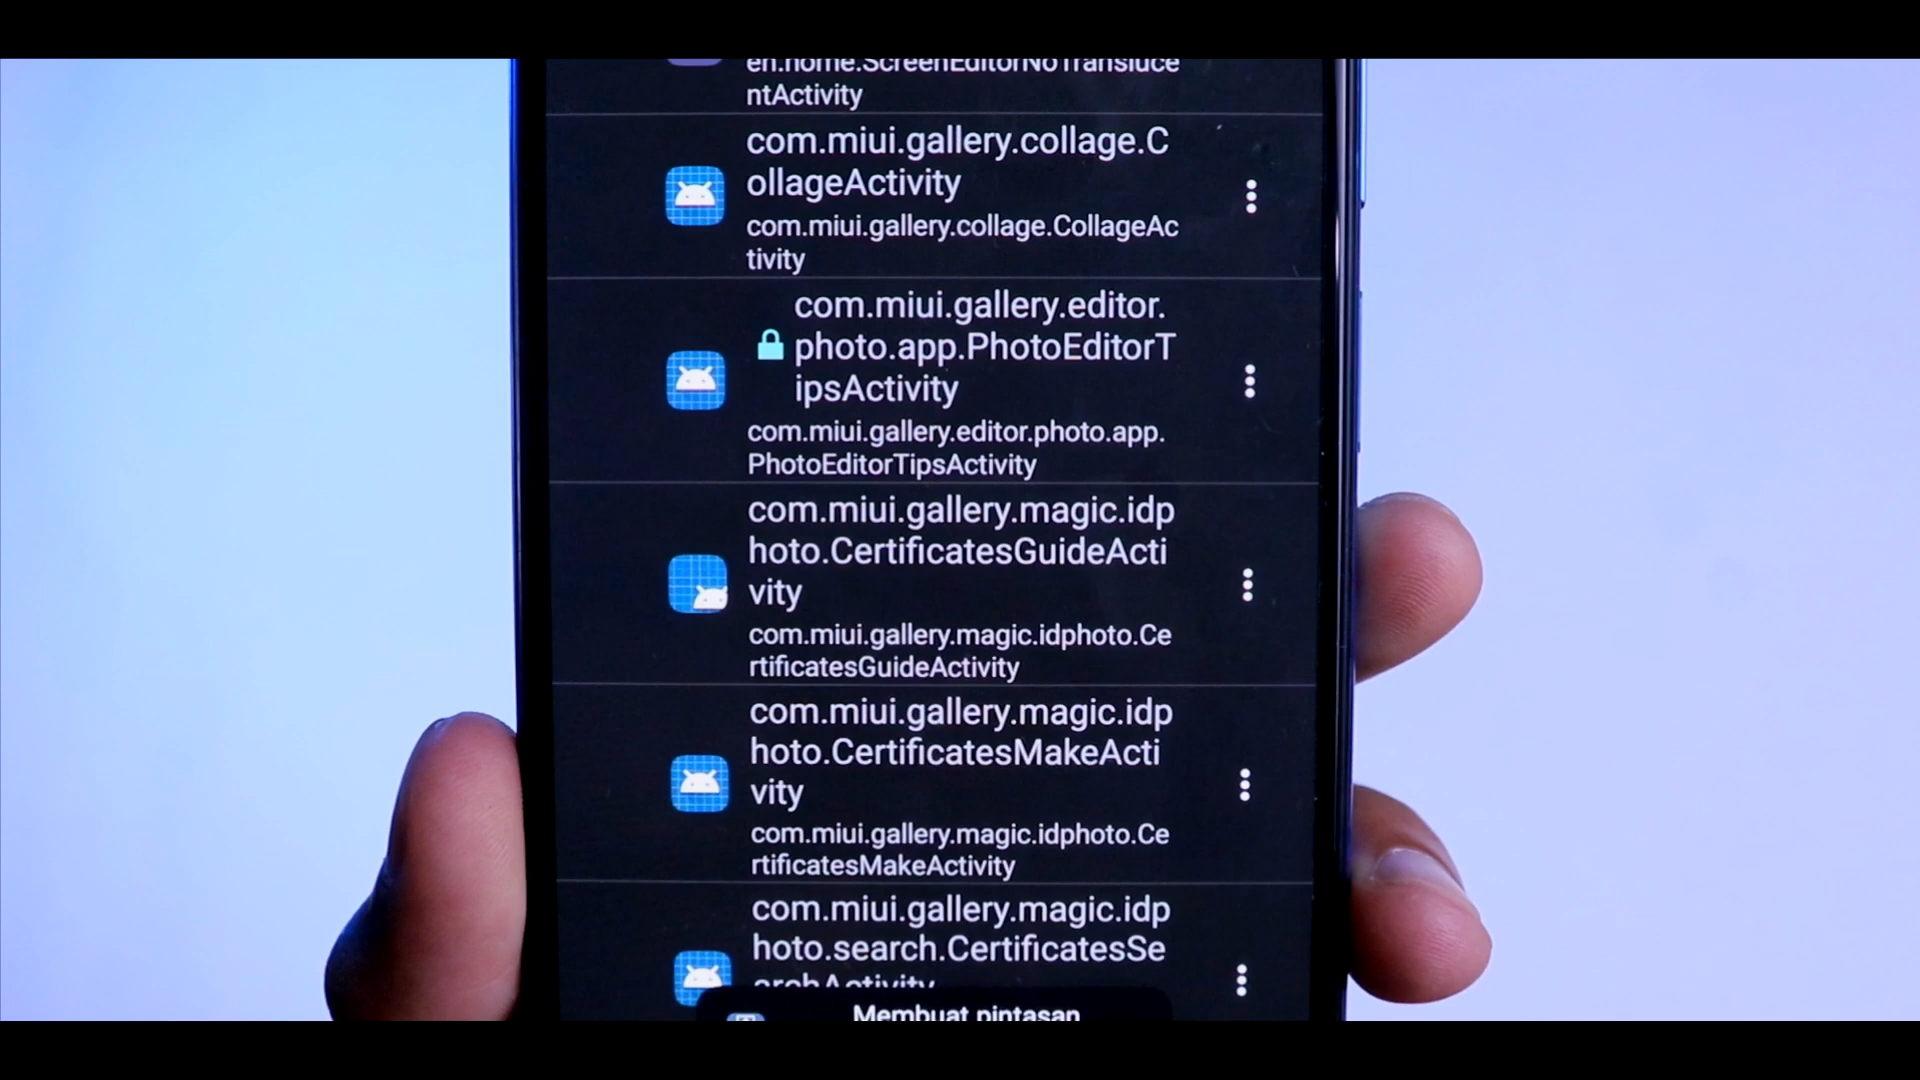 en.home.ScreenEditorNoTransluce
ntActivity
com.miui.gallery.collage.C
ollageActivity
com.miui.gallery.collage.CollageAc
tivity
com.miui.gallery.editor.
photo.app.PhotoEditorT
ipsActivity
com.miui.gallery.editor.photo.app.
PhotoEditorTipsActivity
com.miui.gallery.magic.idp
hoto.CertificatesGuideActi
vity
com.miui.gallery.magic.idphoto.Ce
rtificatesGuideActivity
com.miui.gallery.magic.idp
hoto.CertificatesMakeActi
vity
com.miui.gallery.magic.idphoto.Ce
rtificatesMakeActivity
com.miui.gallery.magic.idp
hoto.search.CertificatesSe
archActivity
Membuat pintasan